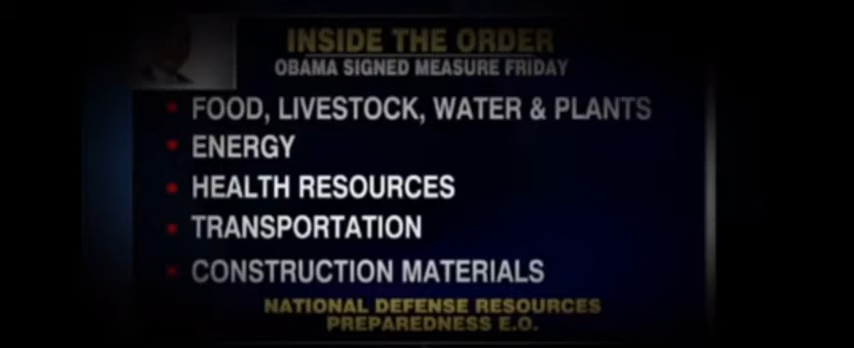 INSIDE THE ORDER
OBAMA SIGNED MEASURE FRIDAY
FOOD, LIVESTOCK, WATER & PLANTS
ENERGY
HEALTH RESOURCES
TRANSPORTATION
CONSTRUCTION MATERIALS
NATIONAL DEFENSE RESOURCES
PREPAREDNESS E.O.